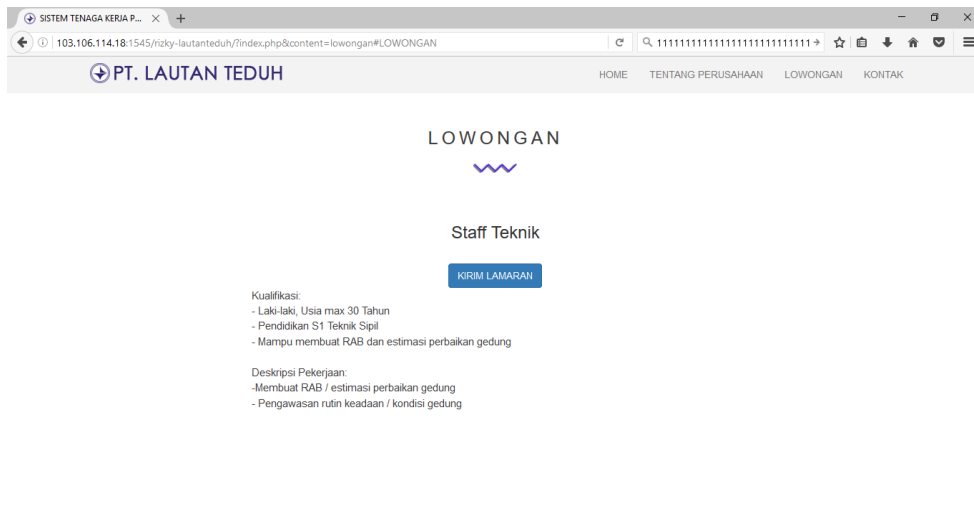 SISTEM TENAGA KERJA P...
103.106.114.18:1545/rizky-lautanteduh/?index.php&content=lowongan#LOWONGAN
PT. LAUTAN TEDUH
HOME TENTANG PERUSAHAAN LOWONGAN KONTAK
LOWONGAN
Staff Teknik
KIRIM LAMARAN
Kualifikasi:
- Laki-laki, Usia max 30 Tahun
- Pendidikan S1 Teknik Sipil
- Mampu membuat RAB dan estimasi perbaikan gedung
Deskripsi Pekerjaan:
-Membuat RAB / estimasi perbaikan gedung
- Pengawasan rutin keadaan / kondisi gedung